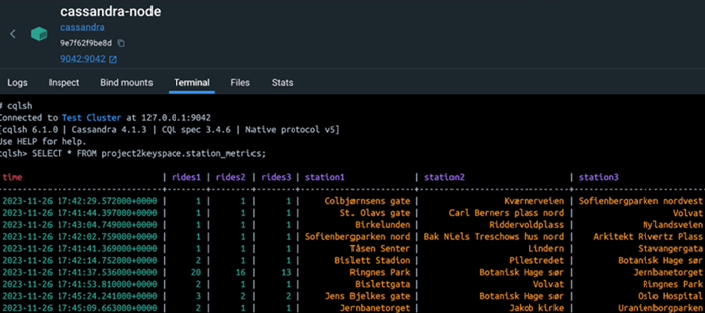 cassandra-node
cassandra
9e7f62f9be8d
9042:9042
Logs Inspect Bind mounts Terminal Files Stats
# cqlsh
Connected to Test Cluster at 127.0.0.1:9042
[cqlsh 6.1.0 | Cassandra 4.1.3 | CQL spec 3.4.6 | Native protocol v5]
Use HELP for help.
cqlsh> SELECT * FROM project2keyspace.station_metrics;
time | rides1 | rides2 | rides3 | station1 | station2 | station3
2023-11-26 17:42:29.572000+0000 | 1 | 1 | 1 | Colbjørnsens gate | Kværnerveien | Sofienbergparken nordvest
2023-11-26 17:41:44.397000+0000 | 1 | 1 | 1 | St. Olavs gate | Carl Berners plass nord | Volvat
2023-11-26 17:43:04.749000+0000 | 1 | 1 | 1 | Birkelunden | Riddervoldplass | Nylandsveien
2023-11-26 17:42:02.759000+0000 | 1 | 1 | 1 | Sofienbergparken nord | Bak Niels Treschows hus nord | Arkitekt Rivertz Plass
2023-11-26 17:41:41.369000+0000 | 1 | 1 | 1 | Tåsen Senter | Lindern | Stavangergata
2023-11-26 17:42:14.752000+0000 | 2 | 1 | 1 | Bislett Stadion | Pilestredet | Botanisk Hage sør
2023-11-26 17:41:37.536000+0000 | 20 | 16 | 13 | Ringnes Park | Botanisk Hage sør | Jernbanetorget
2023-11-26 17:41:53.810000+0000 | 2 | 1 | 1 | Bislettgata | Volvat | Ringnes Park
2023-11-26 17:45:24.241000+0000 | 3 | 2 | 2 | Jens Bjelkes gate | Botanisk Hage sør | Oslo Hospital
2023-11-26 17:45:09.663000+0000 | 2 | 1 | 1 | Jernbanetorget | Jakob kirke | Uranienborgparken